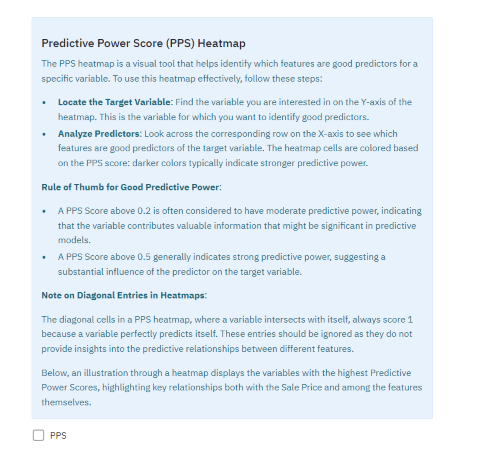 Predictive Power Score (PPS) Heatmap
The PPS heatmap is a visual tool that helps identify which features are good predictors for a
specific variable. To use this heatmap effectively, follow these steps:
• Locate the Target Variable: Find the variable you are interested in on the Y-axis of the
heatmap. This is the variable for which you want to identify good predictors.
• Analyze Predictors: Look across the corresponding row on the X-axis to see which
features are good predictors of the target variable. The heatmap cells are colored based
on the PPS score: darker colors typically indicate stronger predictive power.
Rule of Thumb for Good Predictive Power:
• A PPS Score above 0.2 is often considered to have moderate predictive power, indicating
that the variable contributes valuable information that might be significant in predictive
models.
• A PPS Score above 0.5 generally indicates strong predictive power, suggesting a
substantial influence of the predictor on the target variable.
Note on Diagonal Entries in Heatmaps:
The diagonal cells in a PPS heatmap, where a variable intersects with itself, always score 1
because a variable perfectly predicts itself. These entries should be ignored as they do not
provide insights into the predictive relationships between different features.
Below, an illustration through a heatmap displays the variables with the highest Predictive
Power Scores, highlighting key relationships both with the Sale Price and among the features
themselves.
PPS